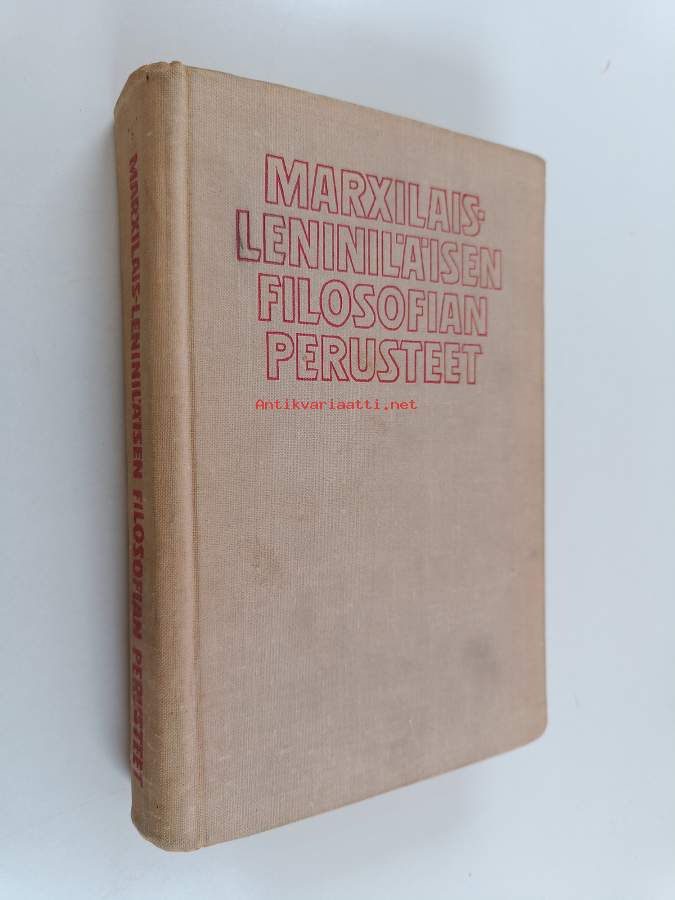 MARXILAIS-
LENINILÄISEN
FILOSOFIAN
PERUSTEET
Antikvariaatti.net
MARXILAIS-LENINILÄISEN FILOSOFIAN PERUSTEET